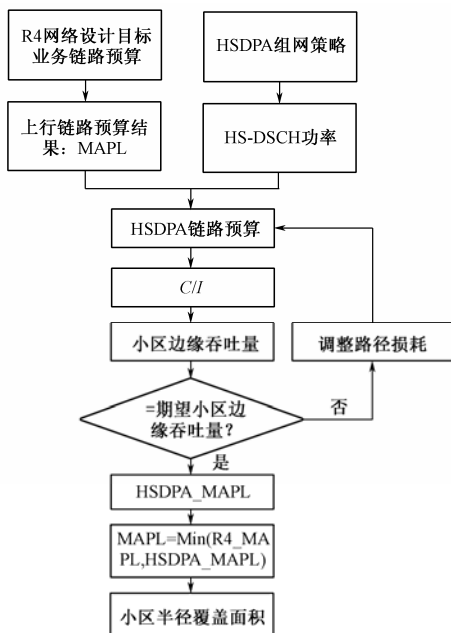 R4网络设计目标
业务链路预算
HSDPA组网策略
上行链路预算结
果：MAPL
HS-DSCH功率
HSDPA链路预算
C/I
小区边缘吞吐量
调整路径损耗
=期望小区边
缘吞吐量?
否
是
HSDPA_MAPL
MAPL=Min(R4_MA
PL,HSDPA_MAPL)
小区半径覆盖面积